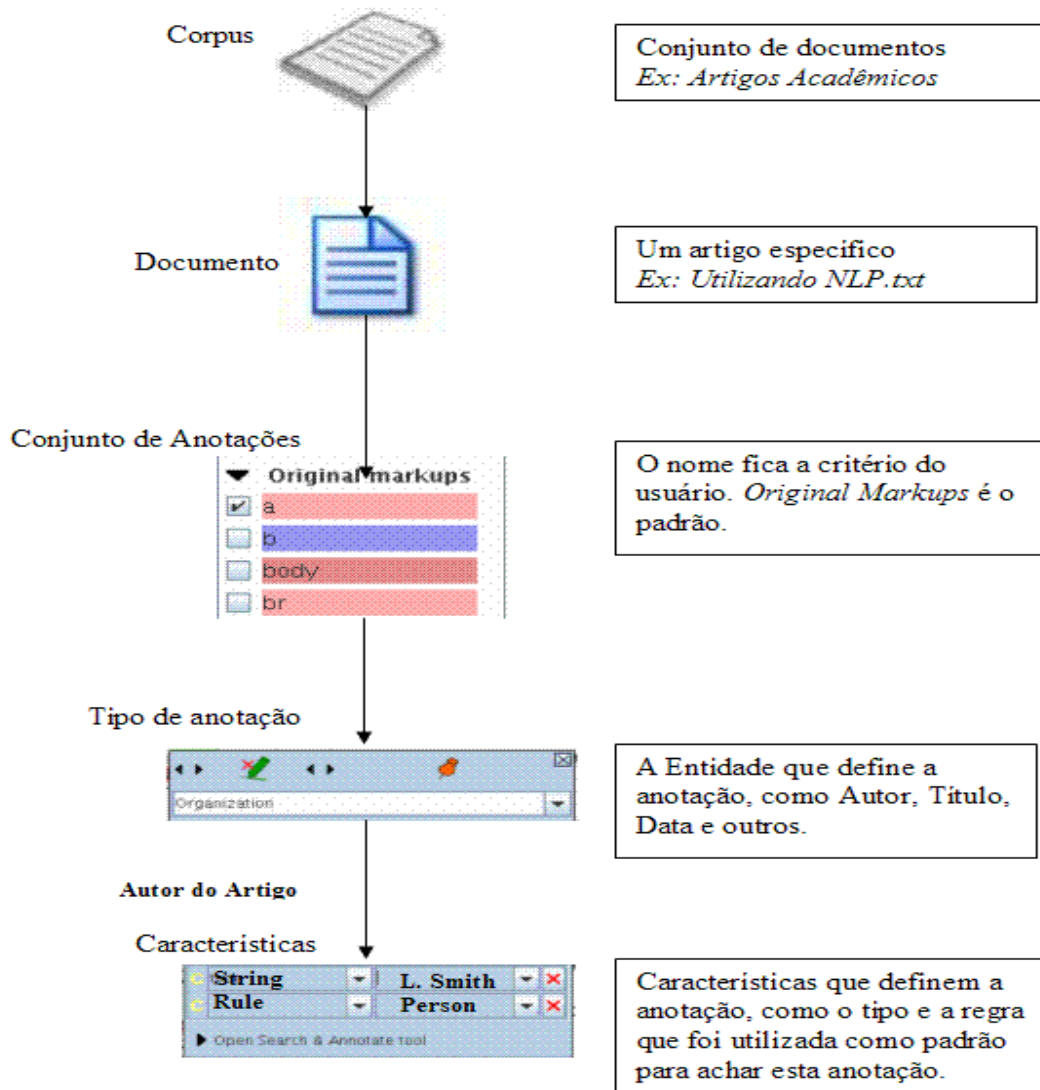 Corpus
Conjunto de documentos
Ex: Artigos Acadêmicos
Documento
Um artigo especifico
Ex: Utilizando NLP.txt
Conjunto de Anotações
Original markups
a
b
body
br
O nome fica a critério do
usuário. Original Markups é o
padrão.
Tipo de anotação
Organization
A Entidade que define a
anotação, como Autor, Título,
Data e outros.
Autor do Artigo
Características
String L. Smith
Rule Person
Open Search & Annotate tool
Características que definem a
anotação, como o tipo e a regra
que foi utilizada como padrão
para achar esta anotação.